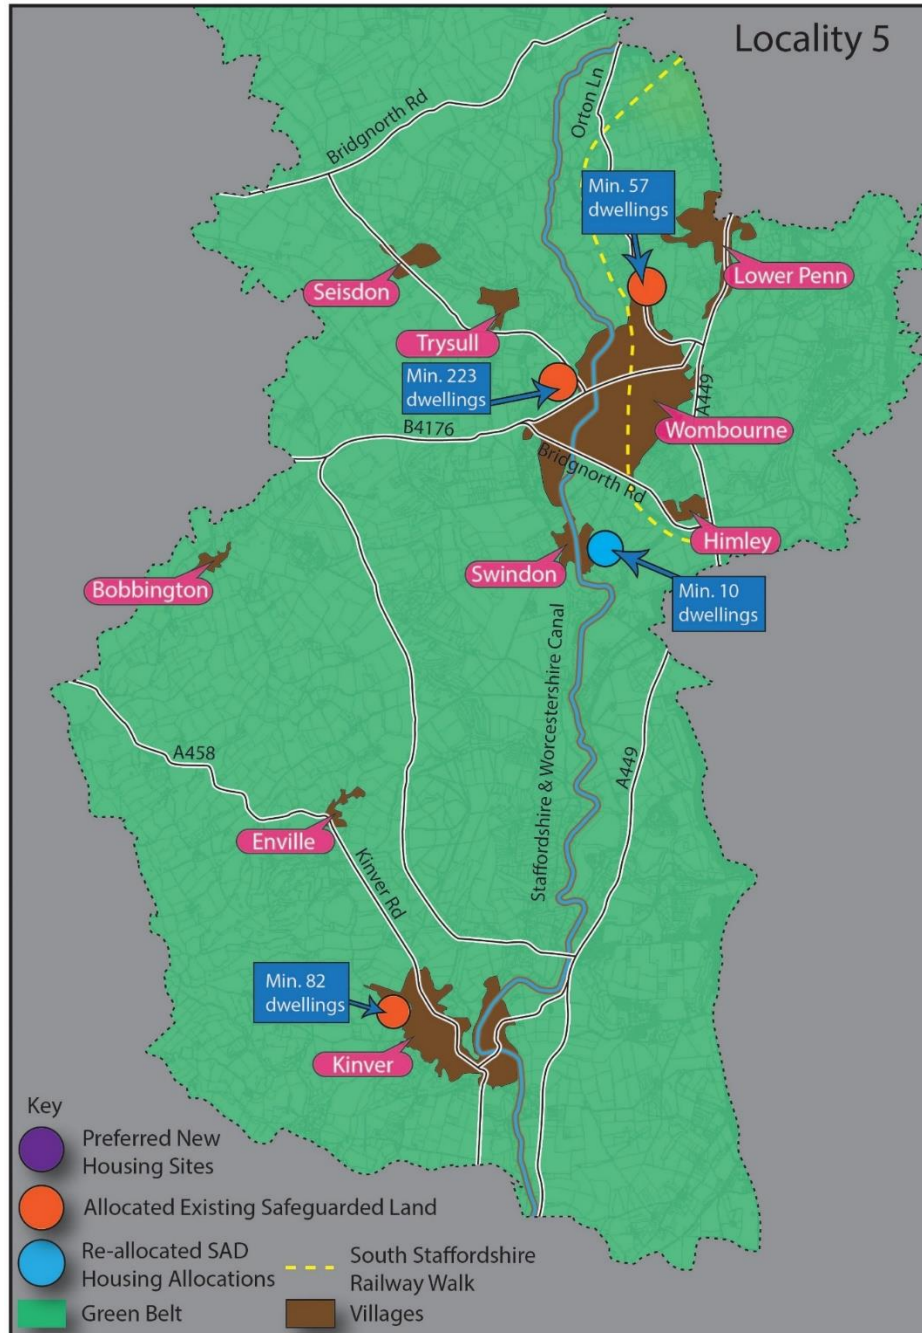 Locality 5
Bridgnorth Rd
Orton Ln
Min. 57
dwellings
Lower Penn
Seisdon
Trysull
Min. 223
dwellings
B4176
A449
Wombourne
Bridgnorth Rd
Himley
Swindon
Min. 10
dwellings
Bobbington
Staffordshire & Worcestershire Canal
A458
A449
Enville
Kinver Rd
Min. 82
dwellings
Kinver
Key
Preferred New
Housing Sites
Allocated Existing Safeguarded Land
Re-allocated SAD
Housing Allocations
South Staffordshire
Railway Walk
Green Belt
Villages